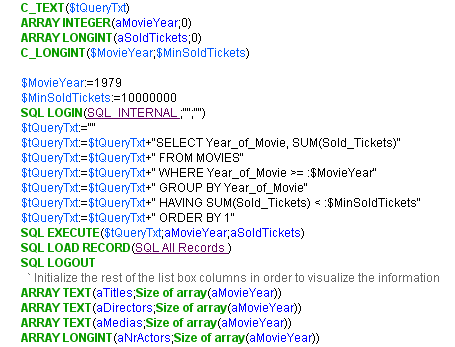 C_TEXT($tQueryTxt)
ARRAY INTEGER(aMovieYear;0)
ARRAY LONGINT(aSoldTickets;0)
C_LONGINT($MovieYear;$MinSoldTickets)
$MovieYear:=1979
$MinSoldTickets:=10000000
SQL LOGIN(SQL_INTERNAL ;"";"")
$tQueryTxt:=""
$tQueryTxt:=$tQueryTxt+"SELECT Year_of_Movie, SUM(Sold_Tickets)"
$tQueryTxt:=$tQueryTxt+" FROM MOVIES"
$tQueryTxt:=$tQueryTxt+" WHERE Year_of_Movie >= :$MovieYear"
$tQueryTxt:=$tQueryTxt+" GROUP BY Year_of_Movie"
$tQueryTxt:=$tQueryTxt+" HAVING SUM(Sold_Tickets) < :$MinSoldTickets"
$tQueryTxt:=$tQueryTxt+" ORDER BY 1"
SQL EXECUTE($tQueryTxt;aMovieYear;aSoldTickets)
SQL LOAD RECORD(SQL All Records )
SQL LOGOUT
` Initialize the rest of the list box columns in order to visualize the information
ARRAY TEXT(aTitles;Size of array(aMovieYear))
ARRAY TEXT(aDirectors;Size of array(aMovieYear))
ARRAY TEXT(aMedias;Size of array(aMovieYear))
ARRAY LONGINT(aNrActors;Size of array(aMovieYear))